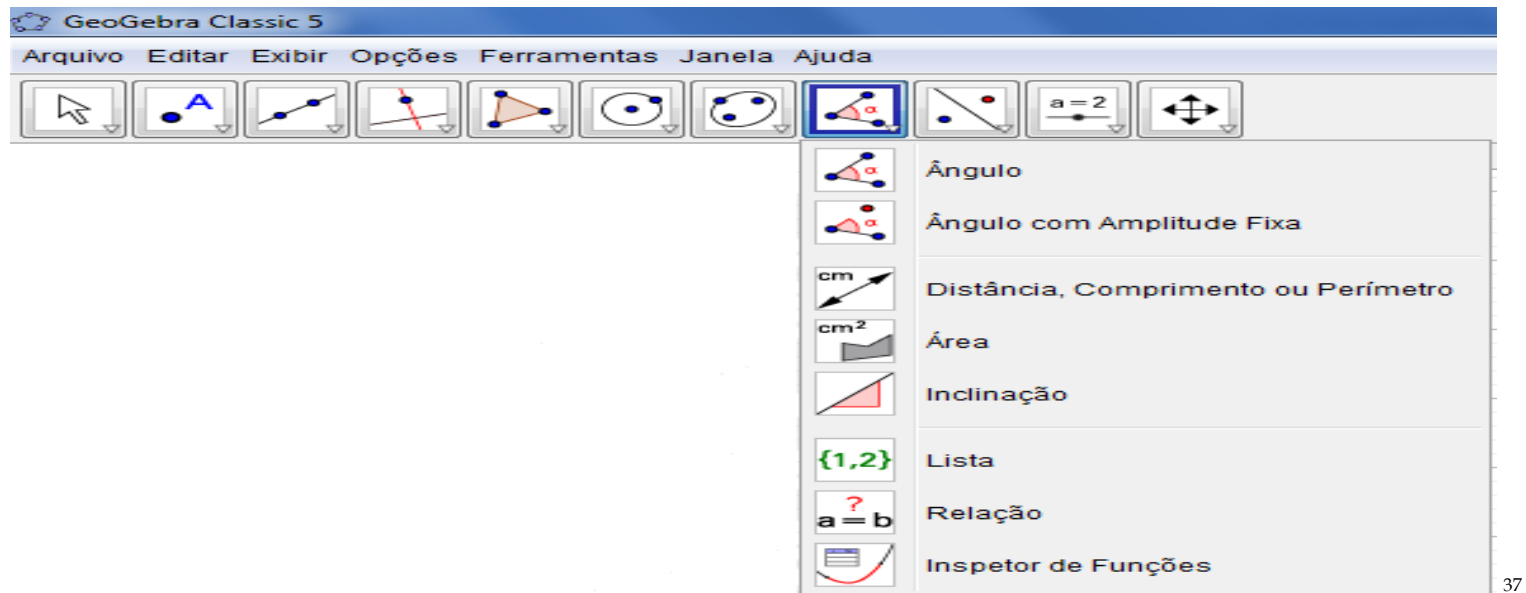 GeoGebra Classic 5
Arquivo Editar Exibir Opções Ferramentas Janela Ajuda
A
α
a = 2
α
Ângulo
α
Ângulo com Amplitude Fixa
cm
Distância, Comprimento ou Perímetro
cm²
Área
Inclinação
{1,2}
Lista
?
a = b
Relação
Inspetor de Funções
37